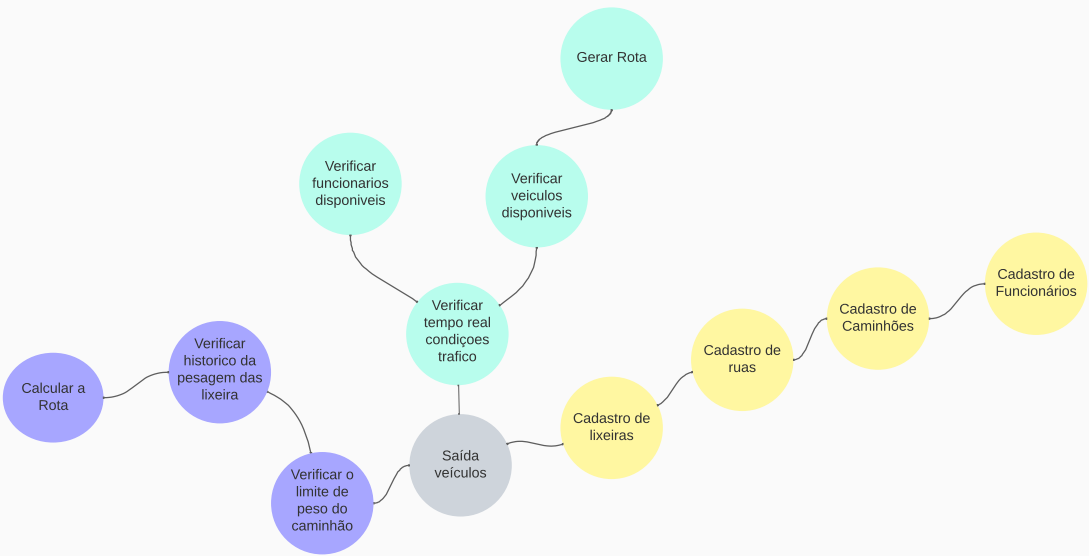 Gerar Rota
Verificar
funcionarios
disponiveis
Verificar
veiculos
disponiveis
Verificar
tempo real
condiçoes
trafico
Cadastro de
Funcionários
Cadastro de
Caminhões
Cadastro de
ruas
Cadastro de
lixeiras
Verificar
historico da
pesagem das
lixeira
Calcular a
Rota
Saída
veículos
Verificar o
limite de
peso do
caminhão